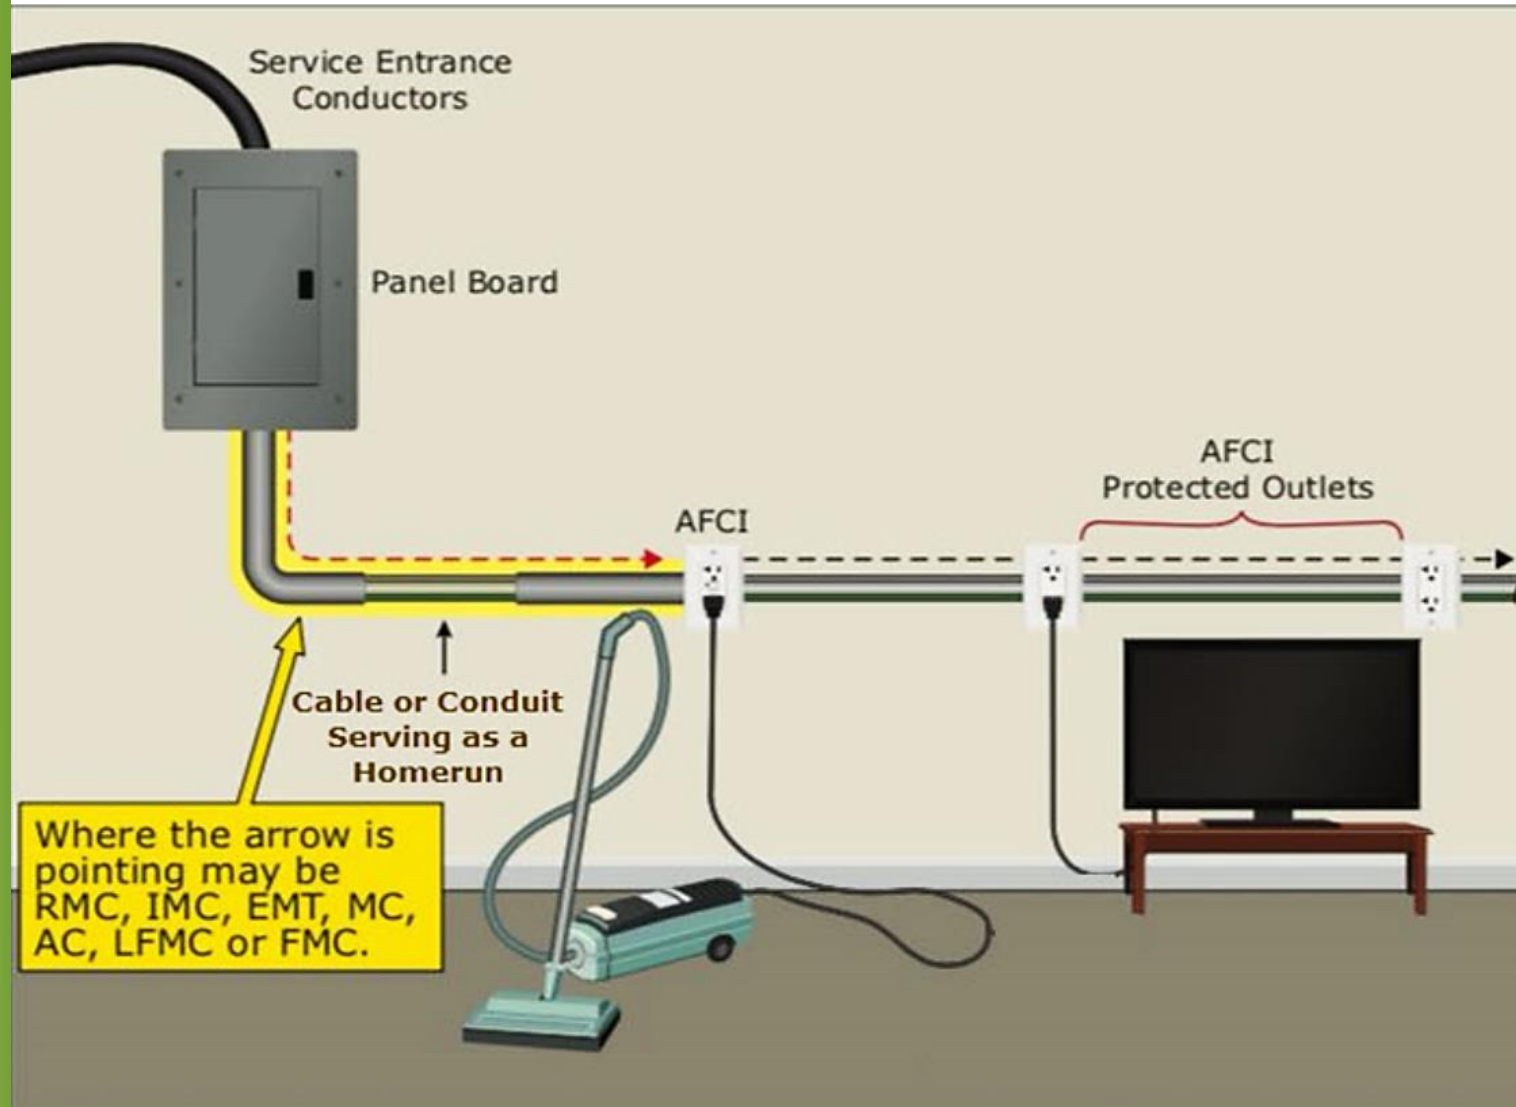 Service Entrance
Conductors
Panel Board
AFCI
Protected Outlets
AFCI
Cable or Conduit
Serving as a
Homerun
Where the arrow is
pointing may be
RMC, IMC, EMT, MC,
AC, LFMC or FMC.